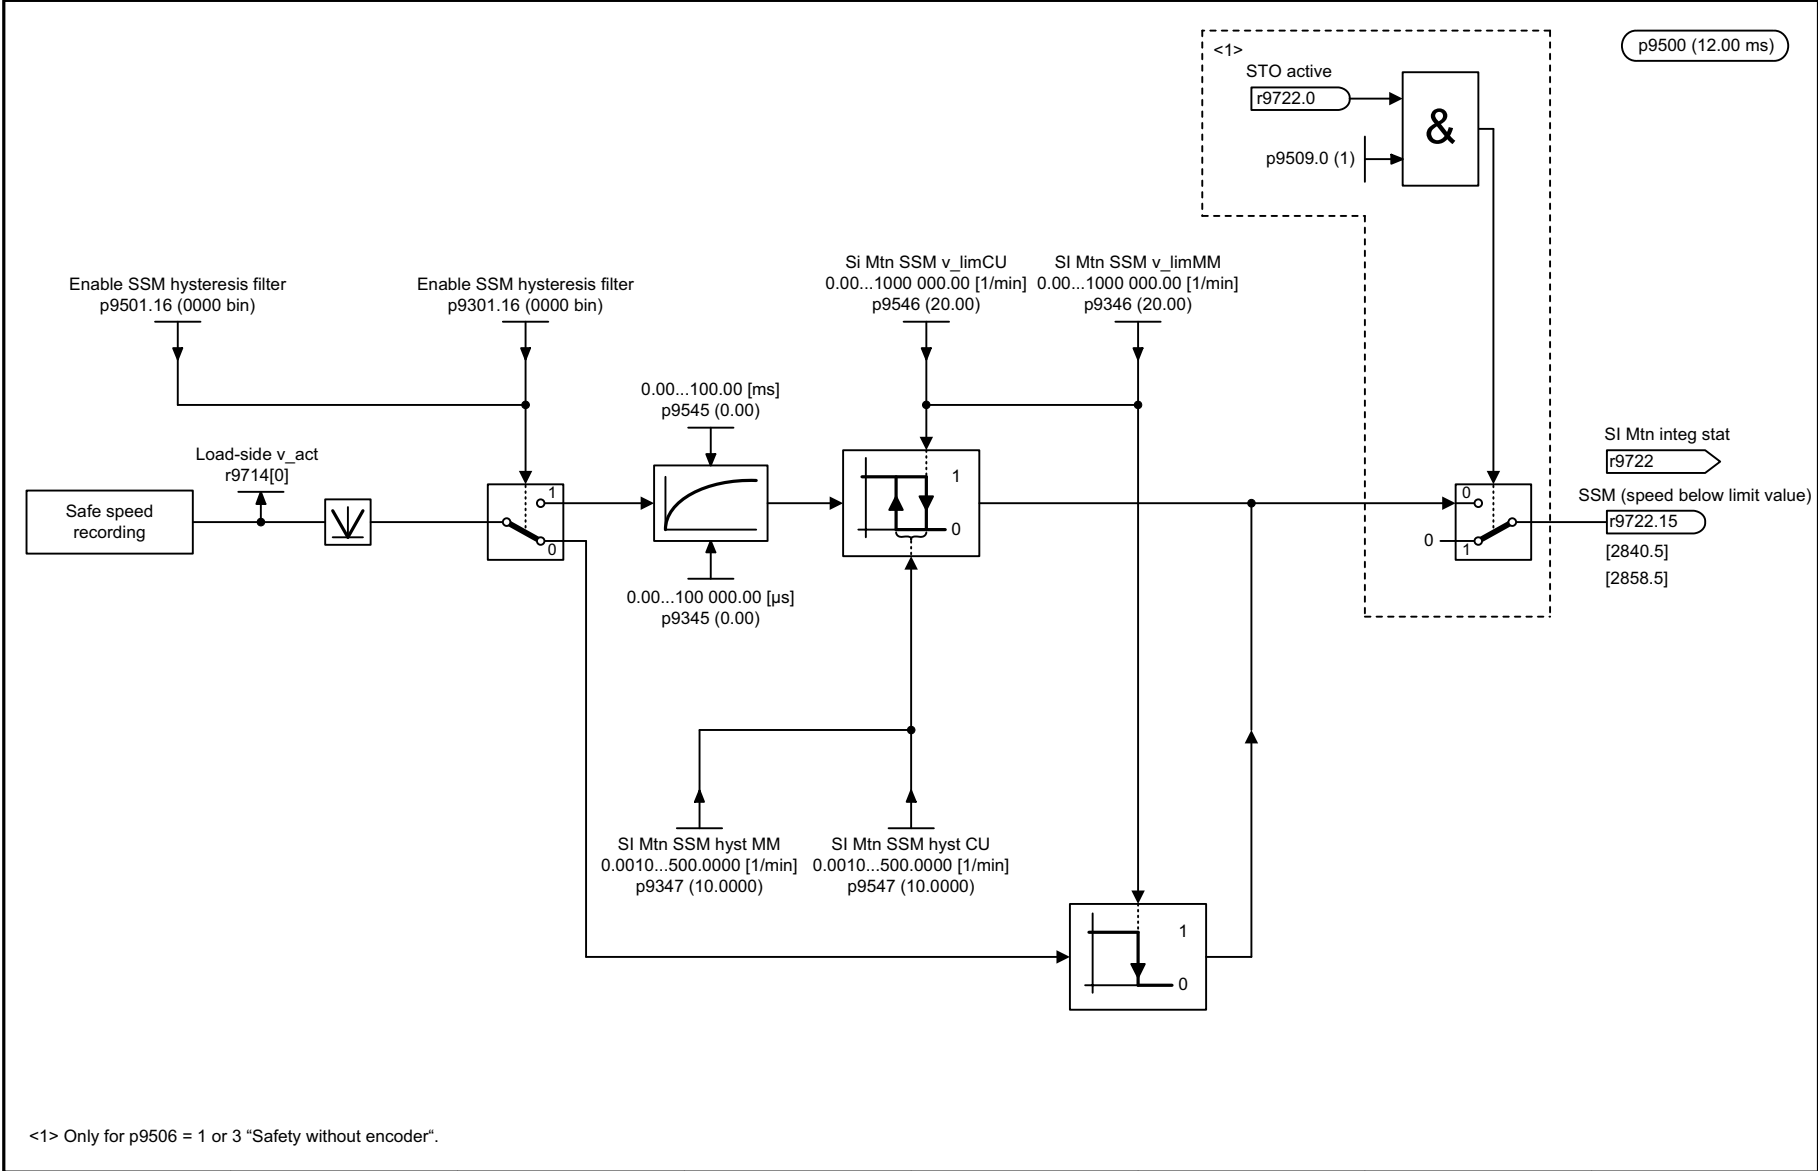 <1>
p9500 (12.00 ms)
STO active
r9722.0
&
p9509.0 (1)
Enable SSM hysteresis filter
p9501.16 (0000 bin)
Enable SSM hysteresis filter
p9301.16 (0000 bin)
Si Mtn SSM v_limCU
0.00...1000 000.00 [1/min]
p9546 (20.00)
SI Mtn SSM v_limMM
0.00...1000 000.00 [1/min]
p9346 (20.00)
0.00...100.00 [ms]
p9545 (0.00)
Load-side v_act
r9714[0]
Safe speed
recording
1
0
1
0
0.00...100 000.00 [µs]
p9345 (0.00)
0
0
1
SI Mtn integ stat
r9722
SSM (speed below limit value)
r9722.15
[2840.5]
[2858.5]
SI Mtn SSM hyst MM
0.0010...500.0000 [1/min]
p9347 (10.0000)
SI Mtn SSM hyst CU
0.0010...500.0000 [1/min]
p9547 (10.0000)
1
0
<1> Only for p9506 = 1 or 3 “Safety without encoder“.